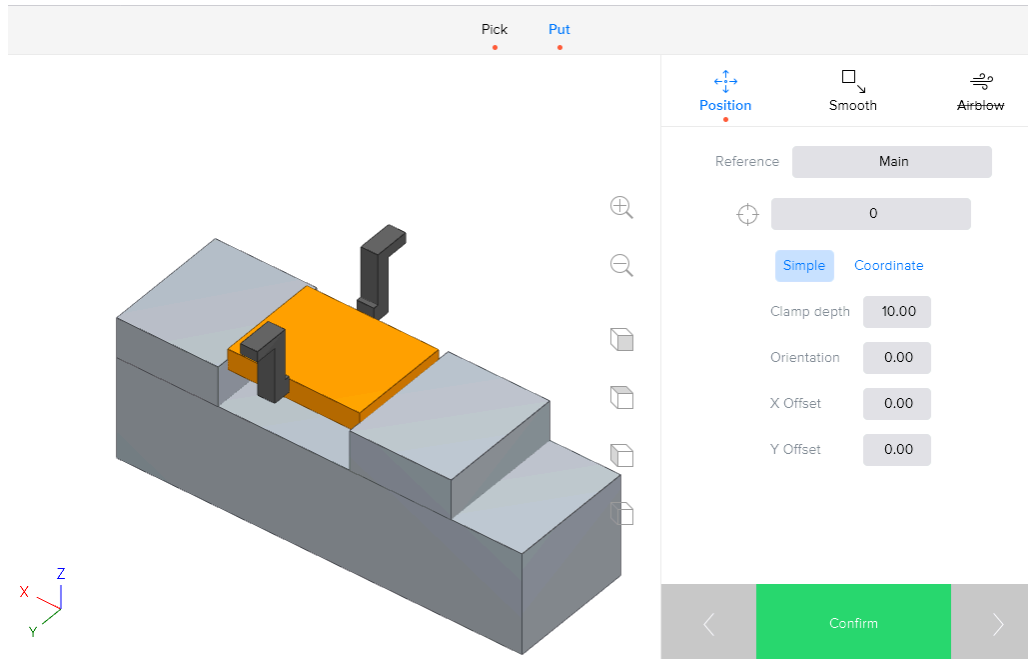 Pick Put
Position Smooth Airblow
Reference Main
0
Simple Coordinate
Clamp depth 10.00
Orientation 0.00
X Offset 0.00
Y Offset 0.00
Z
X
Y
Confirm